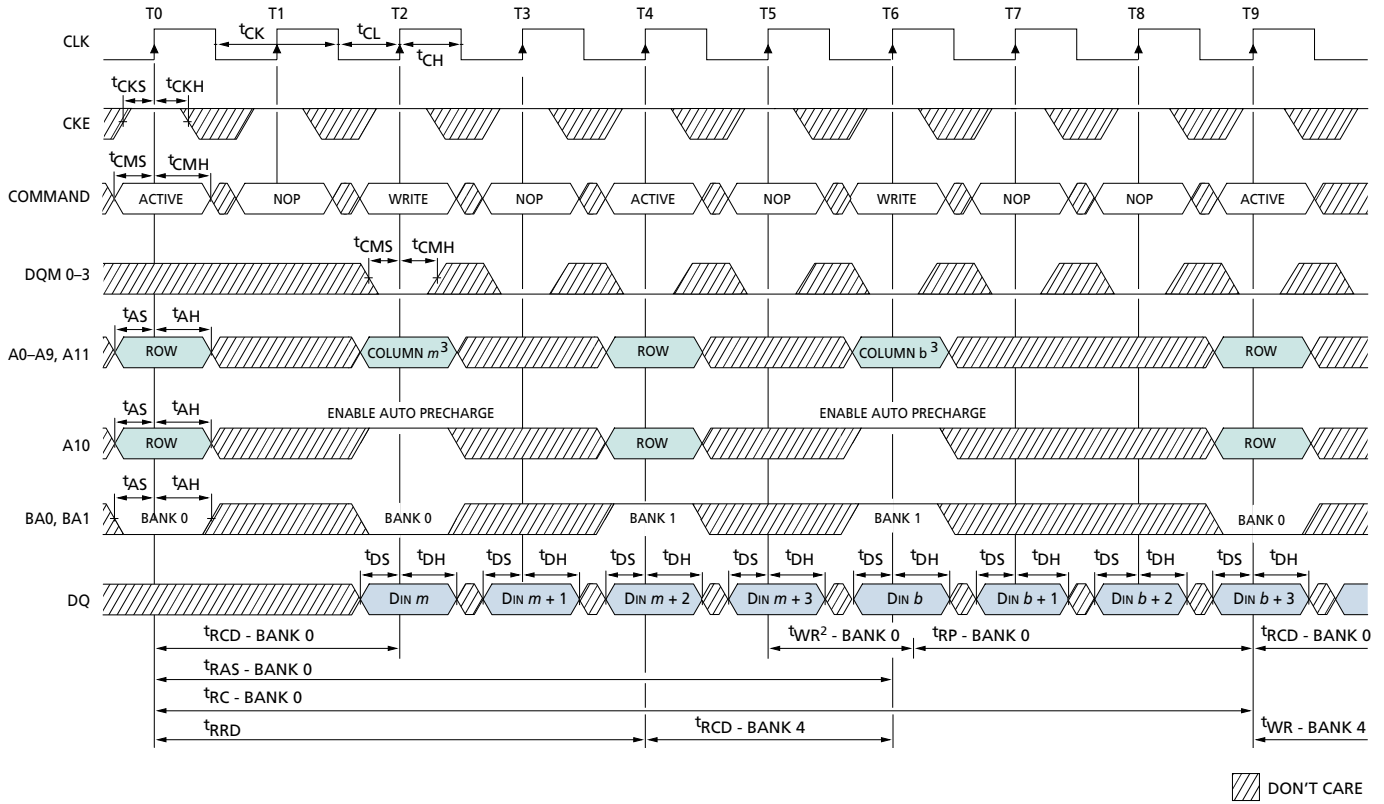 T0 T1 T2 T3 T4 T5 T6 T7 T8 T9
CLK tCK tCL tCH
tCKS tCKH
CKE
tCMS tCMH
COMMAND ACTIVE NOP WRITE NOP ACTIVE NOP WRITE NOP NOP ACTIVE
tCMS tCMH
DQM 0–3
tAS tAH
A0–A9, A11 ROW COLUMN m3 ROW COLUMN b 3 ROW
tAS tAH ENABLE AUTO PRECHARGE ENABLE AUTO PRECHARGE
A10 ROW ROW ROW
tAS tAH
BA0, BA1 BANK 0 BANK 0 BANK 1 BANK 1 BANK 0
tDS tDH tDS tDH tDS tDH tDS tDH tDS tDH tDS tDH tDS tDH tDS tDH
DQ DIN m DIN m + 1 DIN m + 2 DIN m + 3 DIN b DIN b + 1 DIN b + 2 DIN b + 3
tRCD - BANK 0 tWR2 - BANK 0 tRP - BANK 0 tRCD - BANK 0
tRAS - BANK 0
tRC - BANK 0
tRRD tRCD - BANK 4 tWR - BANK 4
DON'T CARE